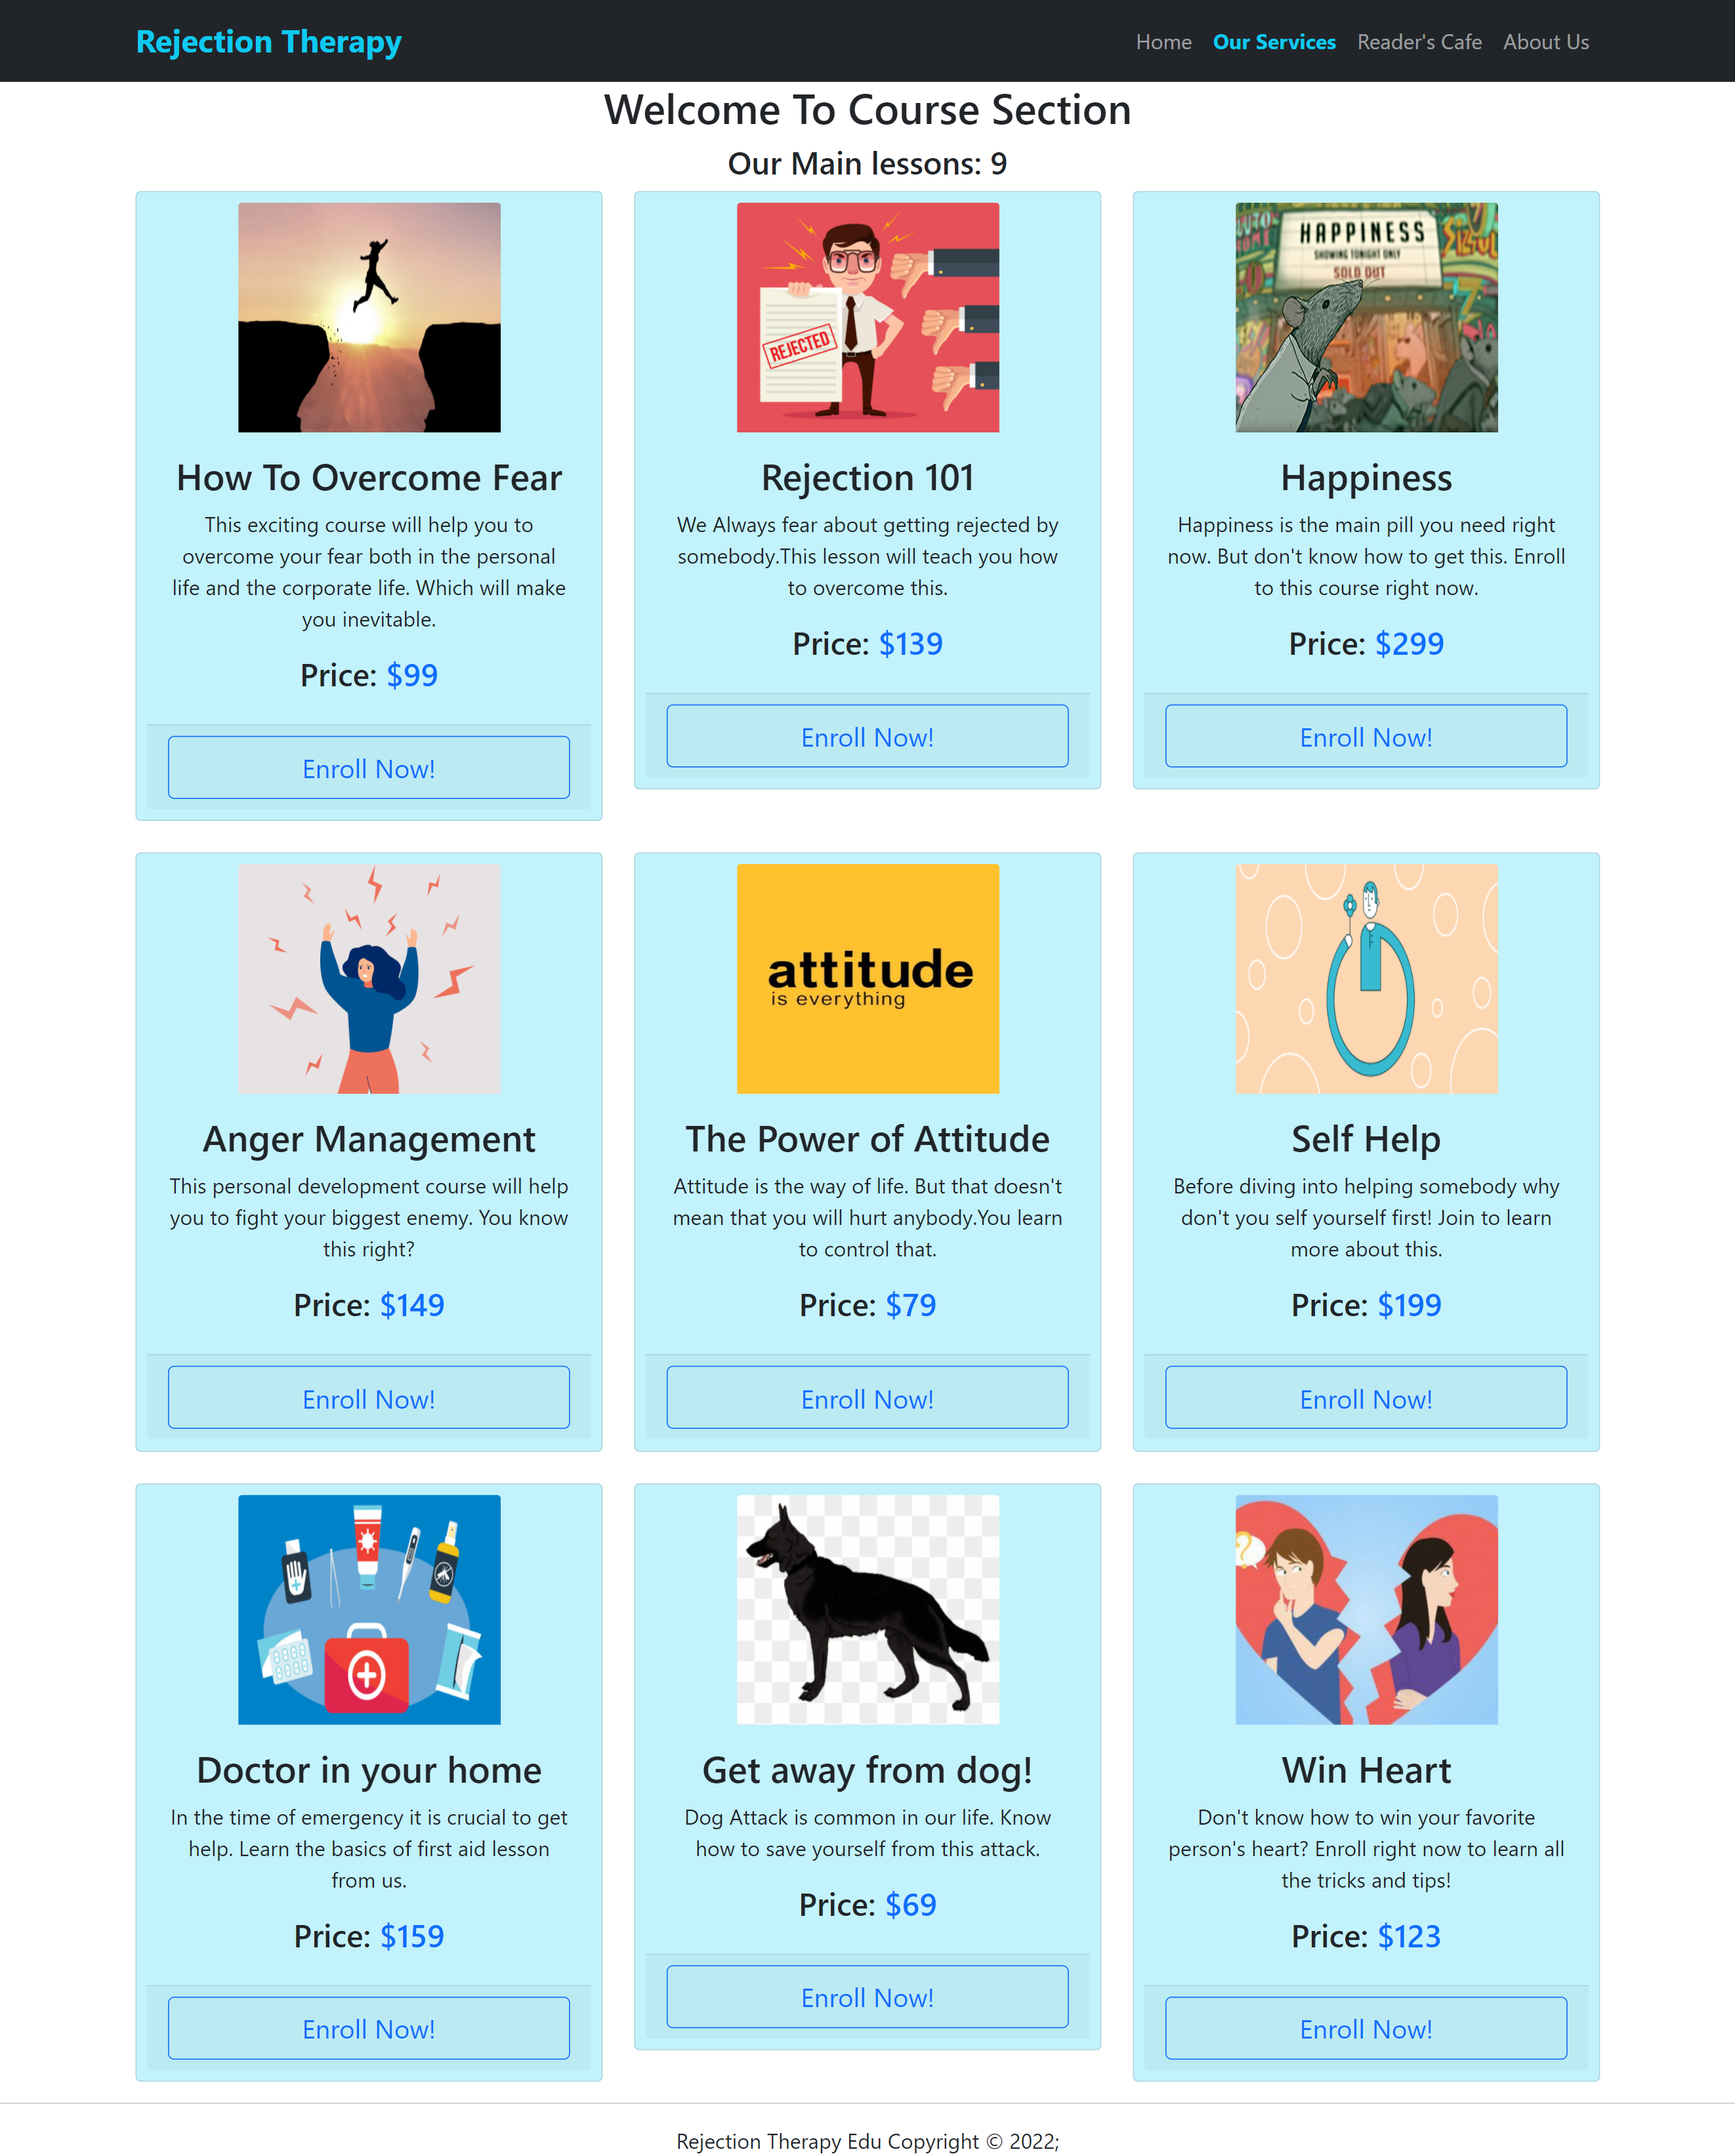 Rejection Therapy
Home Our Services Reader's Cafe About Us
Welcome To Course Section
Our Main lessons: 9
How To Overcome Fear
This exciting course will help you to
overcome your fear both in the personal
life and the corporate life. Which will make
you inevitable.
Price: $99
Enroll Now!
REJECTED
Rejection 101
We Always fear about getting rejected by
somebody.This lesson will teach you how
to overcome this.
Price: $139
Enroll Now!
HAPPINESS
SHOWING TONIGHT ONLY
SOLD OUT
Happiness
Happiness is the main pill you need right
now. But don't know how to get this. Enroll
to this course right now.
Price: $299
Enroll Now!
Anger Management
This personal development course will help
you to fight your biggest enemy. You know
this right?
Price: $149
Enroll Now!
attitude
is everything
The Power of Attitude
Attitude is the way of life. But that doesn't
mean that you will hurt anybody.You learn
to control that.
Price: $79
Enroll Now!
Self Help
Before diving into helping somebody why
don't you self yourself first! Join to learn
more about this.
Price: $199
Enroll Now!
Doctor in your home
In the time of emergency it is crucial to get
help. Learn the basics of first aid lesson
from us.
Price: $159
Enroll Now!
Get away from dog!
Dog Attack is common in our life. Know
how to save yourself from this attack.
Price: $69
Enroll Now!
?
Win Heart
Don't know how to win your favorite
person's heart? Enroll right now to learn all
the tricks and tips!
Price: $123
Enroll Now!
Rejection Therapy Edu Copyright © 2022;